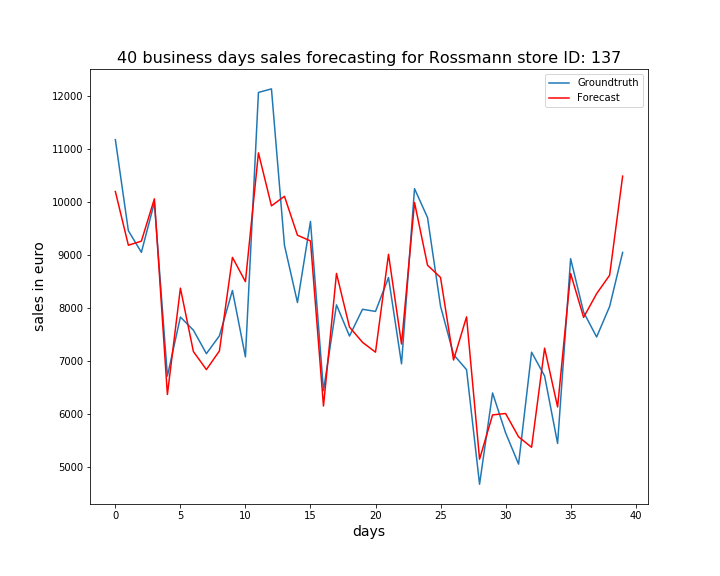 40 business days sales forecasting for Rossmann store ID: 137
Groundtruth
Forecast
12000
11000
10000
9000
8000
7000
6000
5000
sales in euro
0 5 10 15 20 25 30 35 40
days